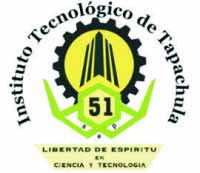 Instituto Tecnológico de Tapachula
51
s e p
LIBERTAD DE ESPIRITU
EN
CIENCIA Y TECNOLOGIA